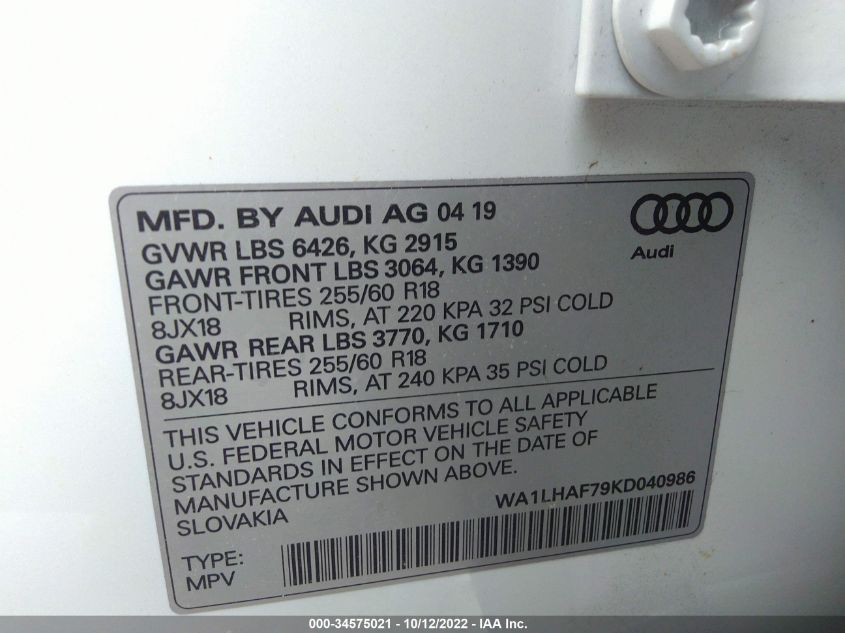 MFD. BY AUDI AG 04 19
GVWR LBS 6426, KG 2915
GAWR FRONT LBS 3064, KG 1390
FRONT-TIRES 255/60 R18
8JX18 RIMS, AT 220 KPA 32 PSI COLD
GAWR REAR LBS 3770, KG 1710
REAR-TIRES 255/60 R18
8JX18 RIMS, AT 240 KPA 35 PSI COLD
Audi
THIS VEHICLE CONFORMS TO ALL APPLICABLE
U.S. FEDERAL MOTOR VEHICLE SAFETY
STANDARDS IN EFFECT ON THE DATE OF
MANUFACTURE SHOWN ABOVE.
SLOVAKIA
WA1LHAF79KD040986
TYPE:
MPV
000-34575021 - 10/12/2022 - IAA Inc.